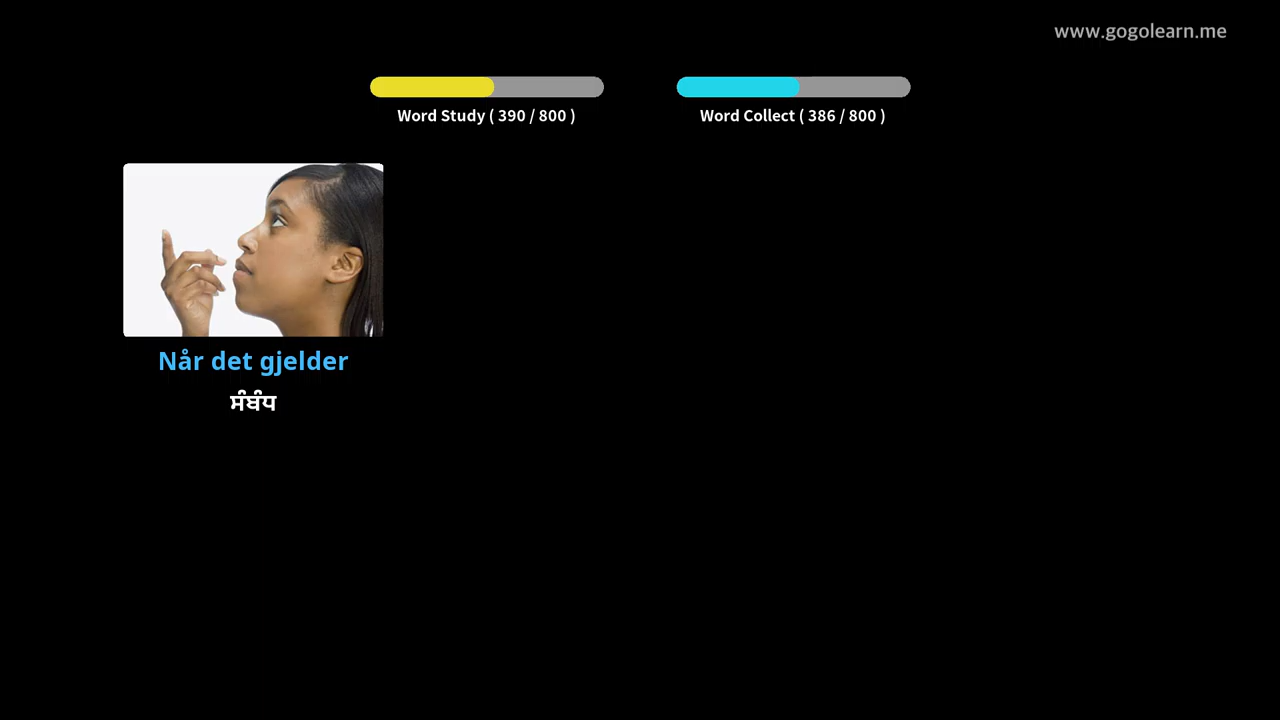 www.gogolearn.me
Word Study ( 390 / 800 )
Word Collect ( 386 / 800 )
Når det gjelder
ਸੰਬੰਧ